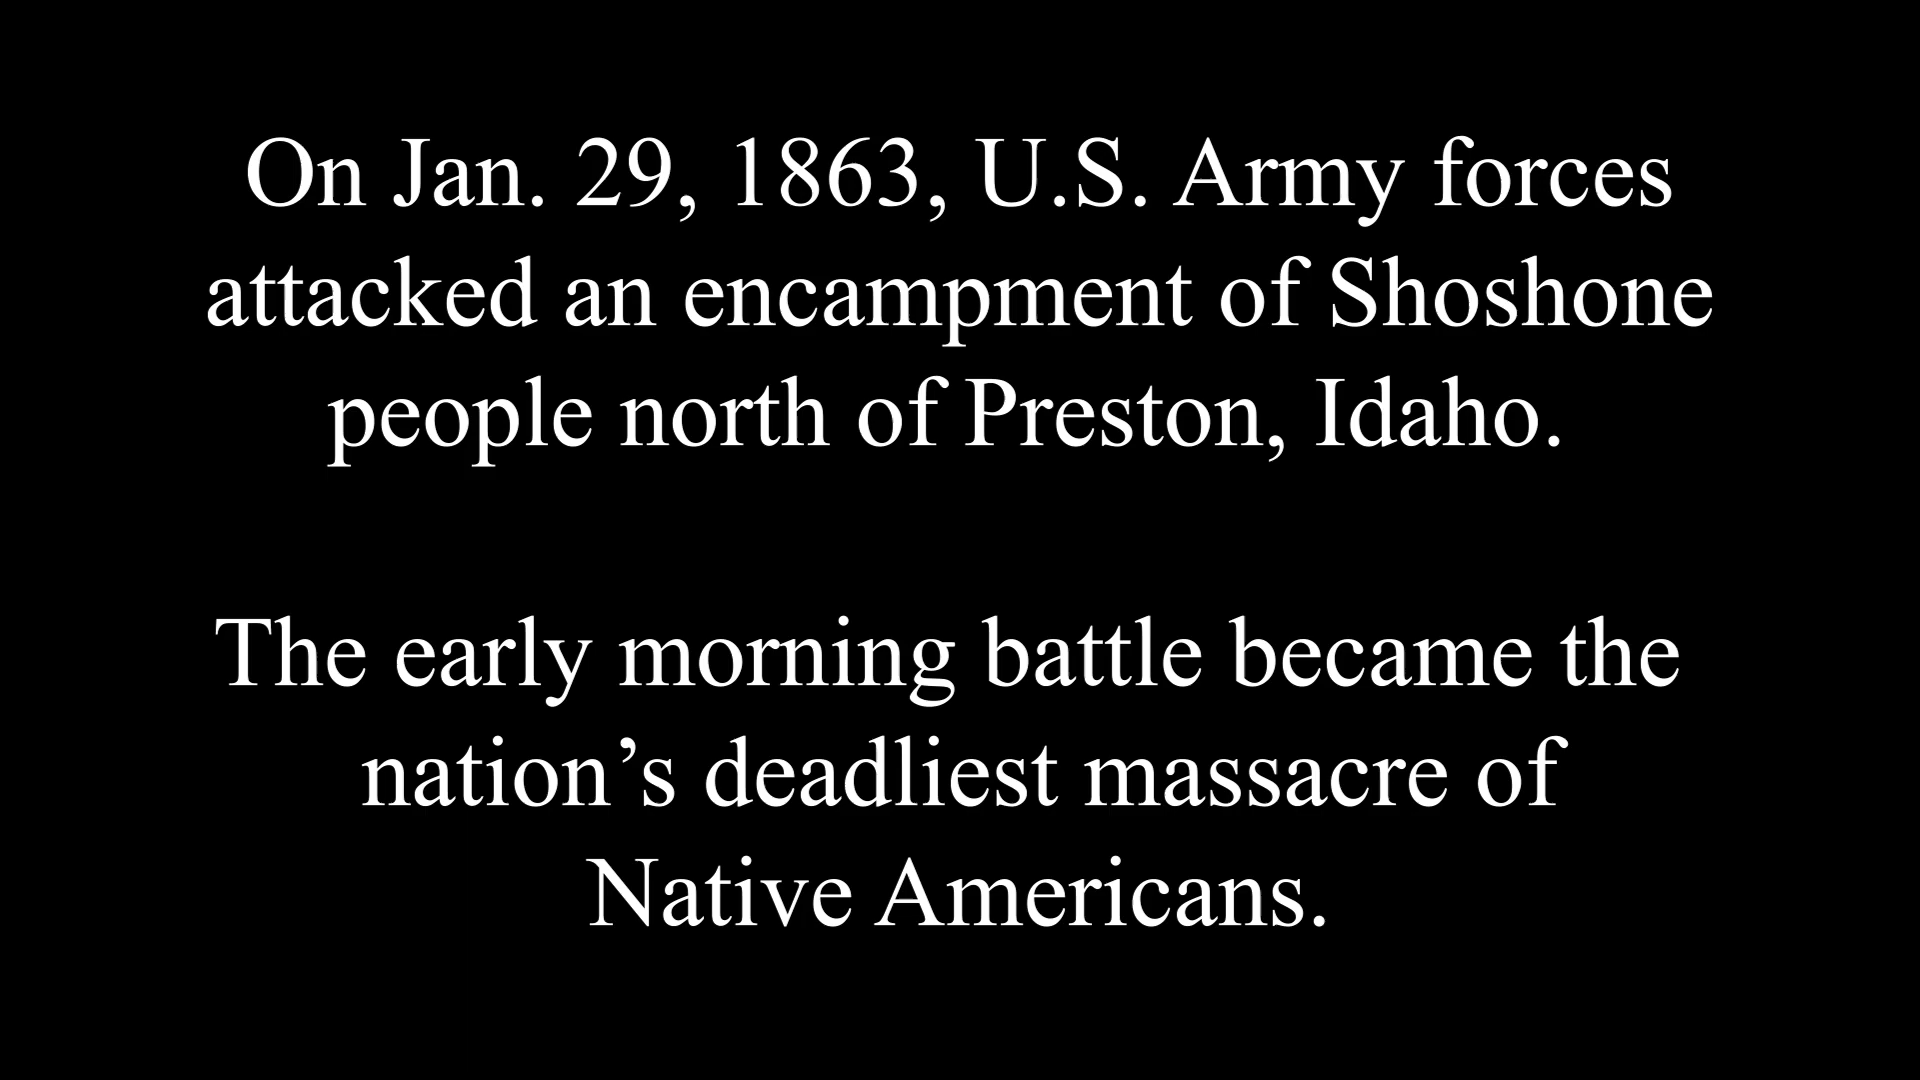 On Jan. 29, 1863, U.S. Army forces
attacked an encampment of Shoshone
people north of Preston, Idaho.
The early morning battle became the
nation’s deadliest massacre of
Native Americans.